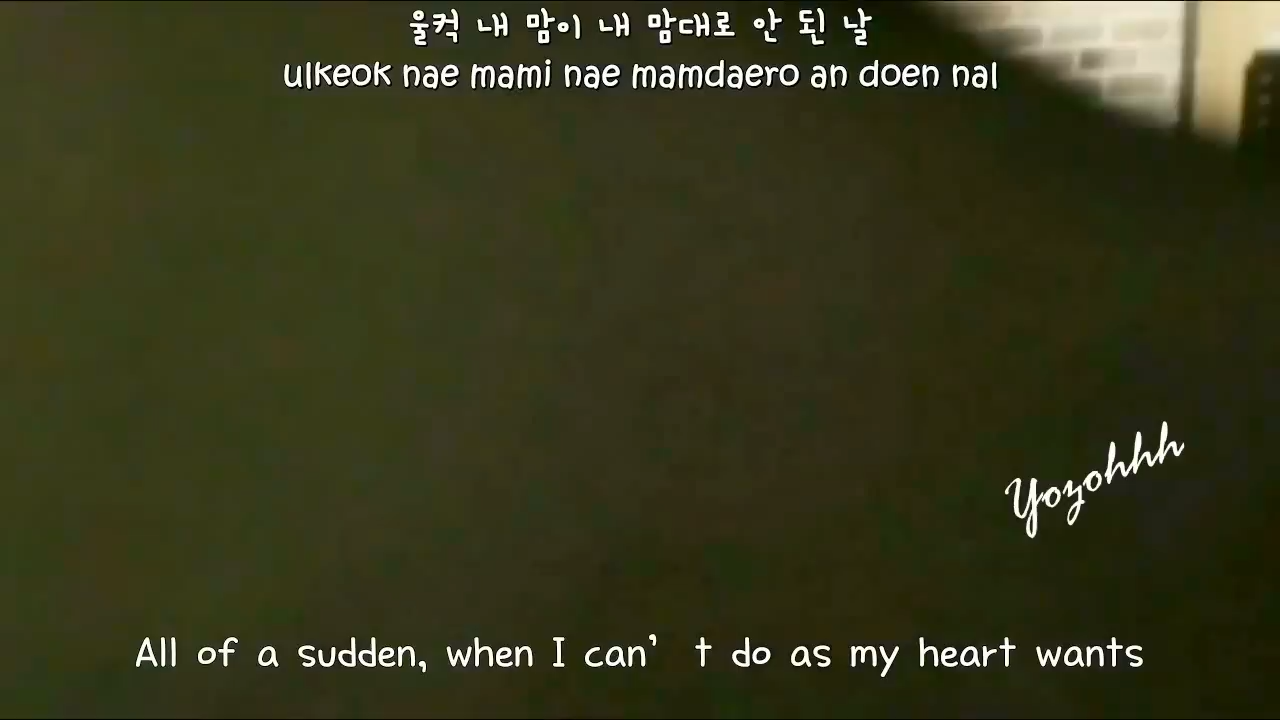 울컥 내 맘이 내 맘대로 안 된 날
ulkeok nae mami nae mamdaero an doen nal
Yozohhh
All of a sudden, when I can't do as my heart wants